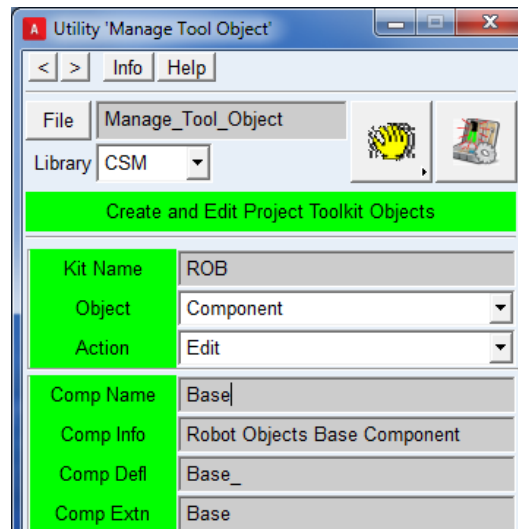 A Utility 'Manage Tool Object' X
< > Info Help
File Manage_Tool_Object
Library CSM
Create and Edit Project Toolkit Objects
Kit Name ROB
Object Component
Action Edit
Comp Name Base
Comp Info Robot Objects Base Component
Comp Defl Base_
Comp Extn Base